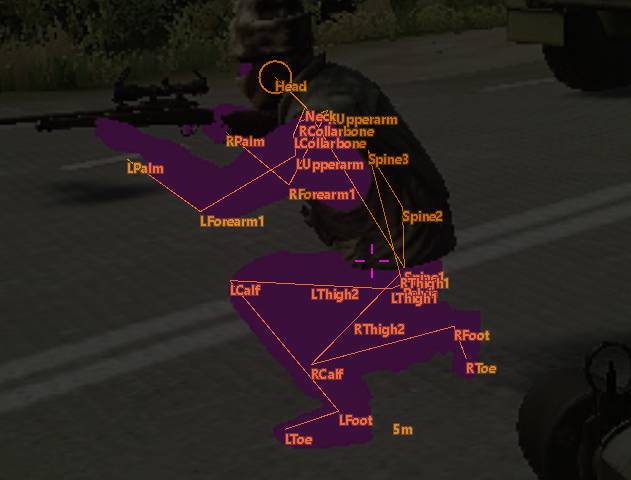 Head
Neck
RCollarbone
LCollarbone
RPalm
Spine3
LPalm
LUpperarm
RForearm1
LForearm1
Spine2
Spine1
RThigh1
LCalf
LThigh2
LThigh1
RThigh2
RFoot
RCalf
RToe
LFoot
5m
LToe